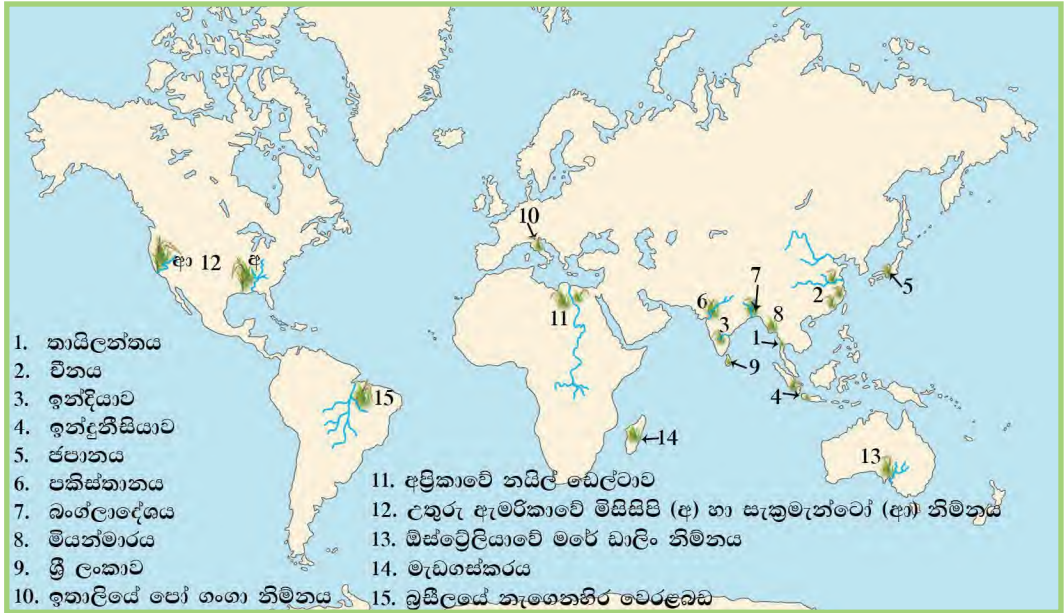 10
ආ 12 අ
11
6
3
7
8
1
2
5
9
4
15
14
13
1. තායිලන්තය
2. චීනය
3. ඉන්දියාව
4. ඉන්දුනීසියාව
5. ජපානය
6. පකිස්තානය
7. බංග්ලාදේශය
8. මියන්මාරය
9. ශ්‍රී ලංකාව
10. ඉතාලියේ පෝ ගංගා නිම්නය
11. අප්‍රිකාවේ නයිල් ඩෙල්ටාව
12. උතුරු ඇමරිකාවේ මිසිසිපි (අ) හා සැක්‍රමැන්ටෝ (ආ) නිම්නය
13. ඕස්ට්‍රේලියාවේ මරේ ඩාලිං නිම්නය
14. මැඩගස්කරය
15. බ්‍රසීලයේ නැගෙනහිර වෙරළබඩ